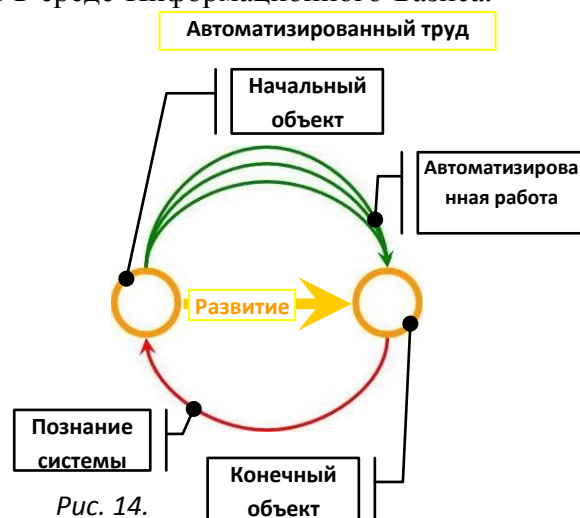 в среде Информационного Базиса.
Автоматизированный труд
Начальный
объект
Автоматизирова
нная работа
Развитие
Познание
системы
Конечный
объект
Рис. 14.